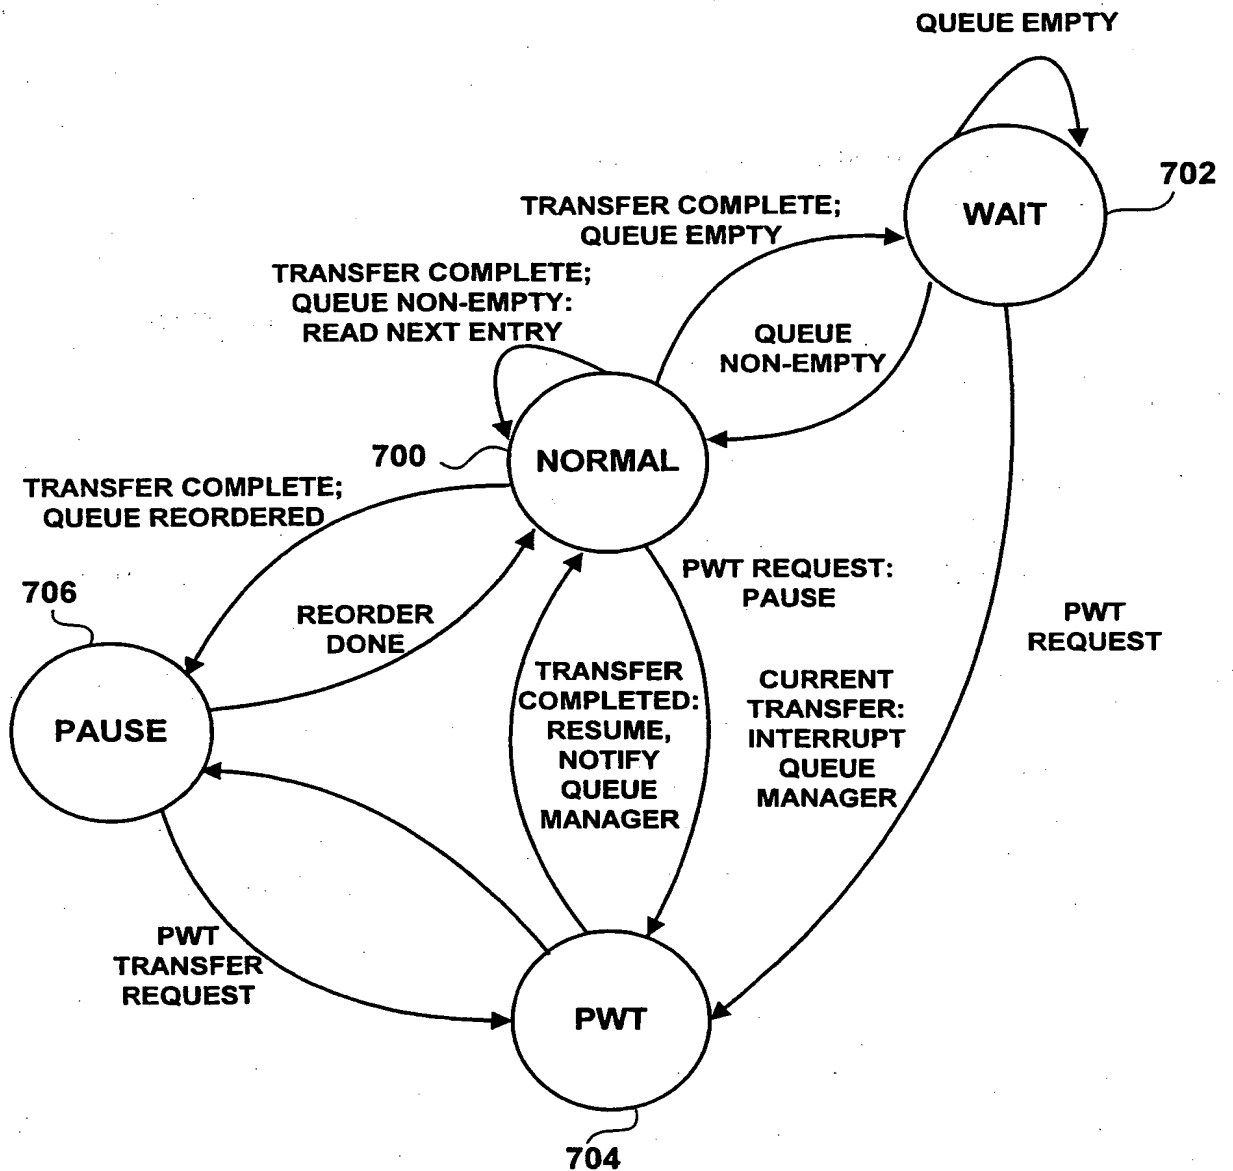 QUEUE EMPTY
702
WAIT
TRANSFER COMPLETE;
QUEUE EMPTY
TRANSFER COMPLETE;
QUEUE NON-EMPTY:
READ NEXT ENTRY
QUEUE
NON-EMPTY
700
NORMAL
TRANSFER COMPLETE;
QUEUE REORDERED
PWT REQUEST:
PAUSE
706
REORDER
DONE
PWT
REQUEST
TRANSFER
COMPLETED:
RESUME,
NOTIFY
QUEUE
MANAGER
CURRENT
TRANSFER:
INTERRUPT
QUEUE
MANAGER
PAUSE
PWT
TRANSFER
REQUEST
PWT
704